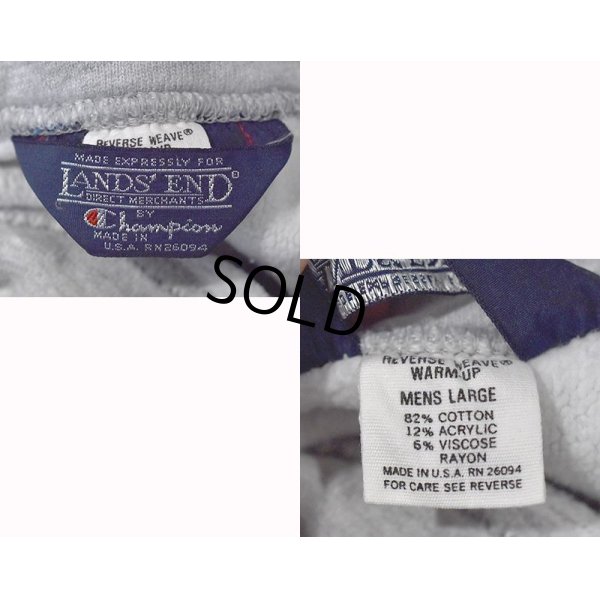 REVERSE WEAVE®
MADE EXPRESSLY FOR
LANDS' END®
DIRECT MERCHANTS
BY
Champion
MADE IN
U.S.A. RN 26094
SOLD
REVERSE WEAVE®
WARM UP
MENS LARGE
82% COTTON
12% ACRYLIC
6% VISCOSE
RAYON
MADE IN U.S.A. RN 26094
FOR CARE SEE REVERSE